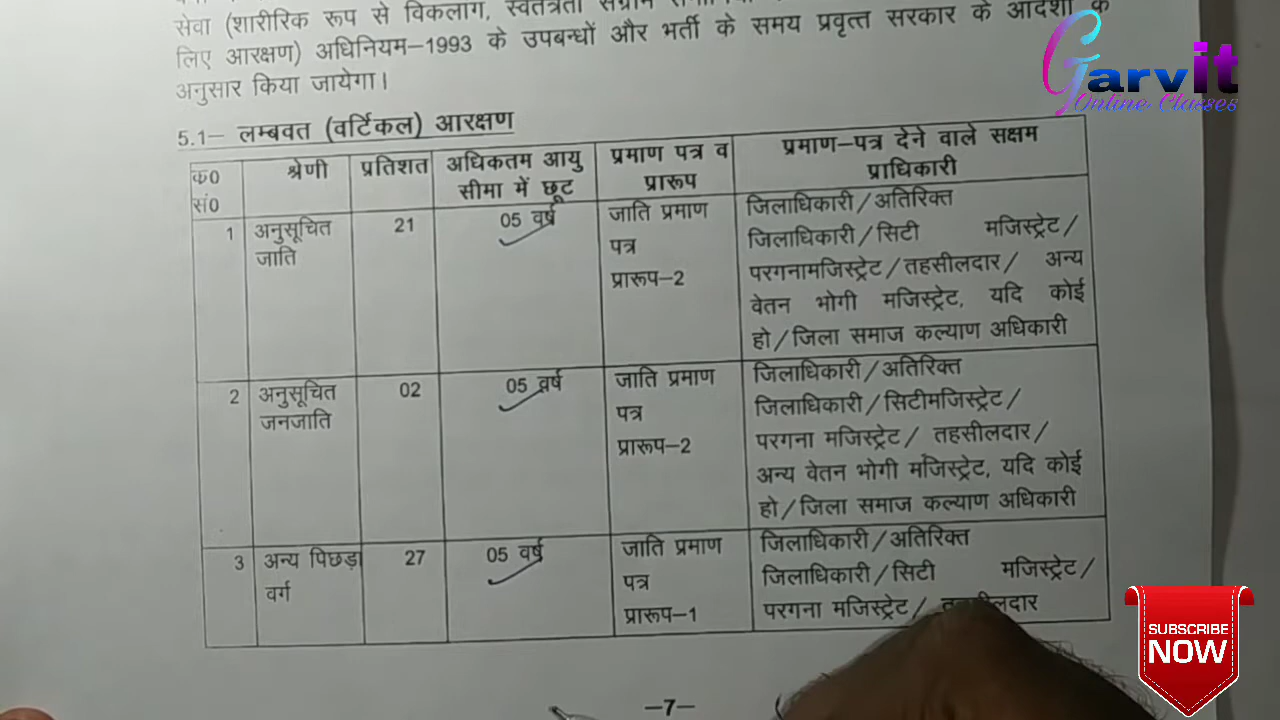 सेवा (शारीरिक रूप से विकलांग, स्वतंत्रता संग्राम
लिए आरक्षण) अधिनियम–1993 के उपबन्धों और भर्ती के समय प्रवृत्त सरकार के आदेशों के
अनुसार किया जायेगा।
Garvit
Online Classes
5.1– लम्बवत (वर्टिकल) आरक्षण
क0 सं0 श्रेणी प्रतिशत अधिकतम आयु सीमा में छूट प्रमाण पत्र व प्रारूप प्रमाण–पत्र देने वाले सक्षम प्राधिकारी
1 अनुसूचित जाति 21 05 वर्ष जाति प्रमाण पत्र प्रारूप–2
जिलाधिकारी/अतिरिक्त
जिलाधिकारी/सिटी मजिस्ट्रेट/
परगनामजिस्ट्रेट/तहसीलदार/ अन्य
वेतन भोगी मजिस्ट्रेट, यदि कोई
हो/जिला समाज कल्याण अधिकारी
2 अनुसूचित जनजाति 02 05 वर्ष जाति प्रमाण पत्र प्रारूप–2
जिलाधिकारी/अतिरिक्त
जिलाधिकारी/सिटीमजिस्ट्रेट/
परगना मजिस्ट्रेट/ तहसीलदार/
अन्य वेतन भोगी मजिस्ट्रेट, यदि कोई
हो/जिला समाज कल्याण अधिकारी
3 अन्य पिछड़ा वर्ग 27 05 वर्ष जाति प्रमाण पत्र प्रारूप–1
जिलाधिकारी/अतिरिक्त
जिलाधिकारी/सिटी मजिस्ट्रेट/
परगना मजिस्ट्रेट/ तहसीलदार
–7–
SUBSCRIBE
NOW